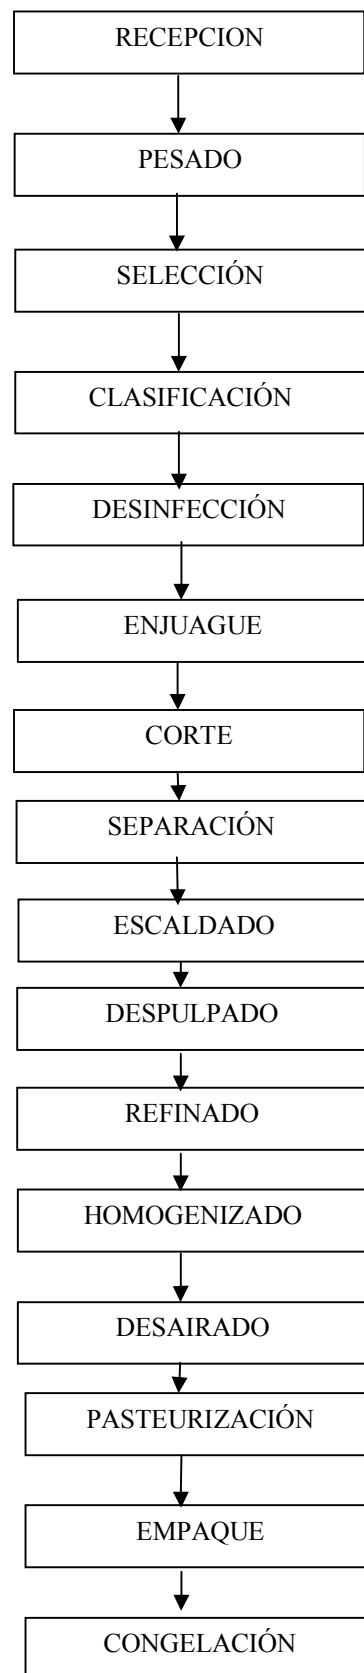 RECEPCION
PESADO
SELECCIÓN
CLASIFICACIÓN
DESINFECCIÓN
ENJUAGUE
CORTE
SEPARACIÓN
ESCALDADO
DESPULPADO
REFINADO
HOMOGENIZADO
DESAIRADO
PASTEURIZACIÓN
EMPAQUE
CONGELACIÓN